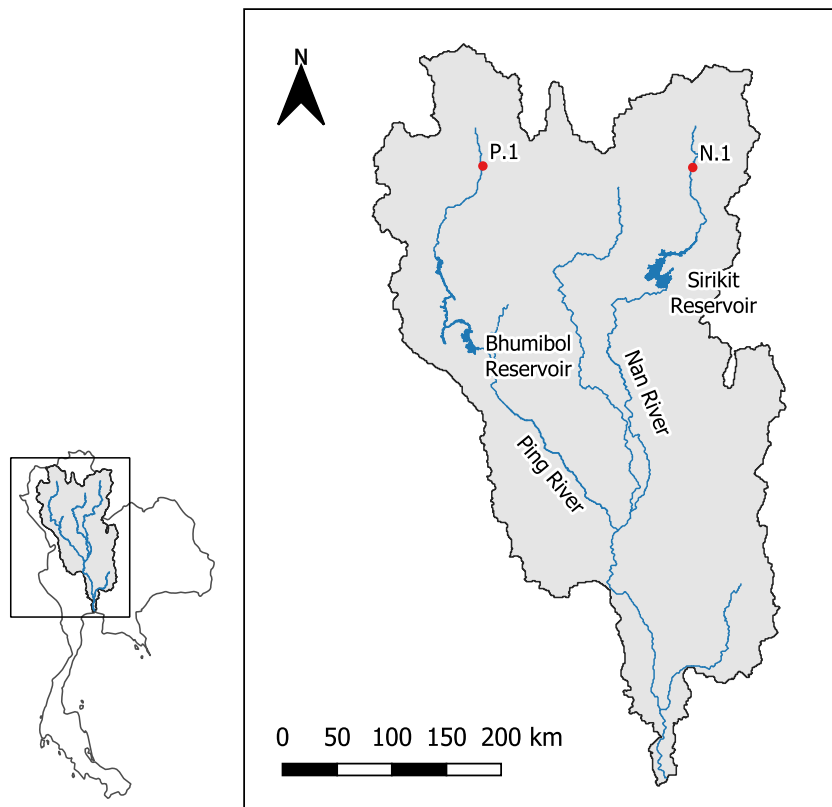 N
P.1
N.1
Sirikit
Reservoir
Bhumibol
Reservoir
Nan River
Ping River
0 50 100 150 200 km